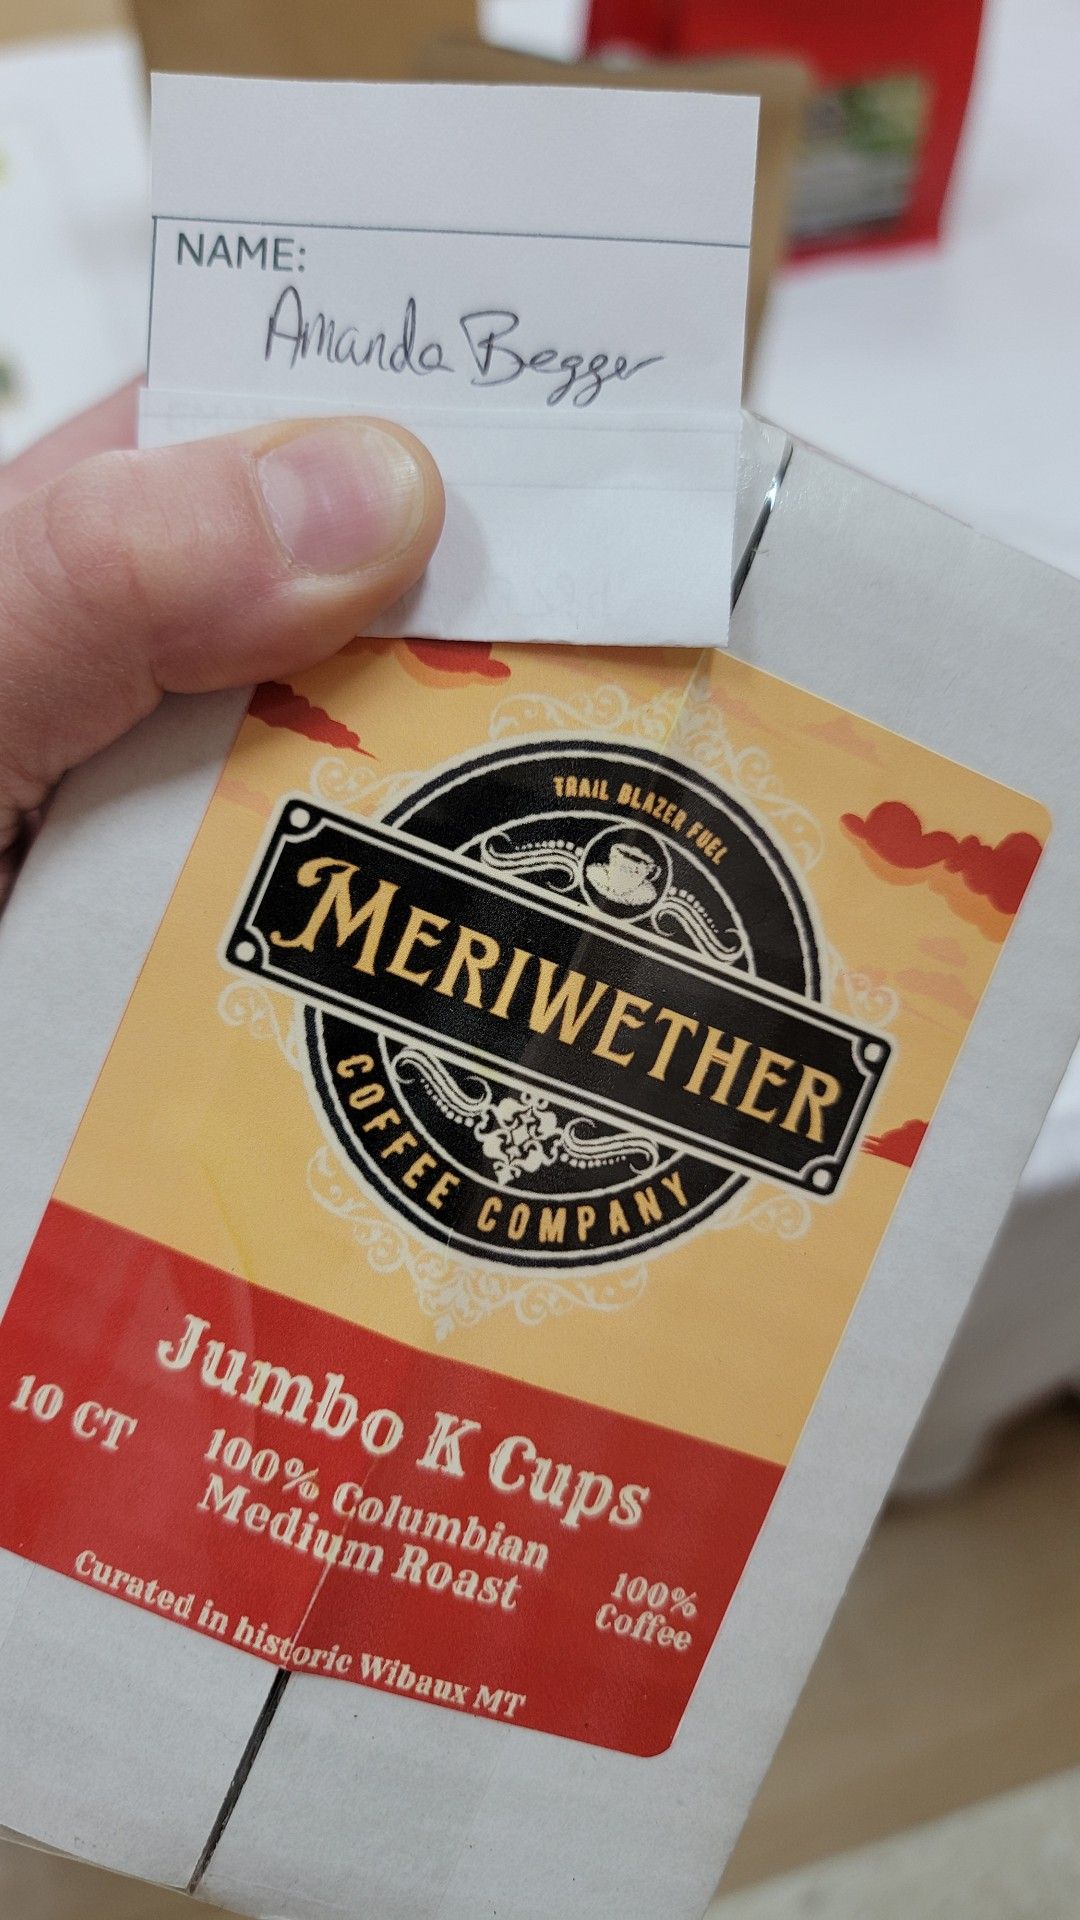 NAME:
Amanda Begger
TRAIL BLAZER FUEL
MERIWETHER
COFFEE COMPANY
Jumbo K Cups
10 CT
100% Columbian
Medium Roast
100%
Coffee
Curated in historic Wibaux MT